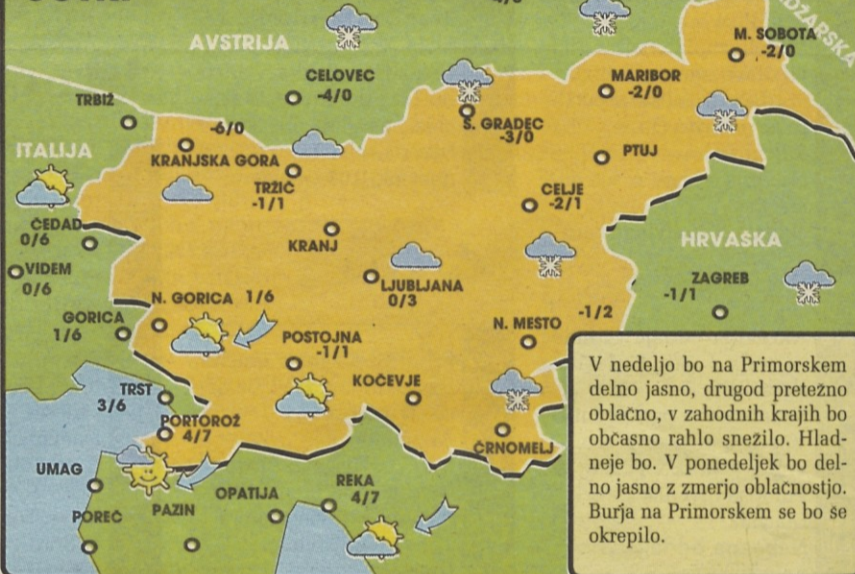 AVSTRIJA
M. SOBOTA
-2/0
CELOVEC
-4/0
MARIBOR
-2/0
TRBIŽ
-6/0
KRANJSKA GORA
S. GRADEC
-3/0
ITALIJA
TRŽIČ
-1/1
PTUJ
CELJE
-2/1
ČEDAD
0/6
KRANJ
HRVAŠKA
VIDEM
0/6
LJUBLJANA
0/3
ZAGREB
-1/1
N. GORICA 1/6
GORICA
1/6
POSTOJNA
-1/1
N. MESTO
-1/2
TRST
3/6
KOČEVJE
PORTOROŽ
4/7
ČRNOMELJ
UMAG
REKA
4/7
OPATIJA
POREČ
PAZIN
V nedeljo bo na Primorskem
delno jasno, drugod pretežno
oblačno, v zahodnih krajih bo
občasno rahlo snežilo. Hlad-
neje bo. V ponedeljek bo del-
no jasno z zmerjo oblačnostjo.
Burja na Primorskem se bo še
okrepilo.